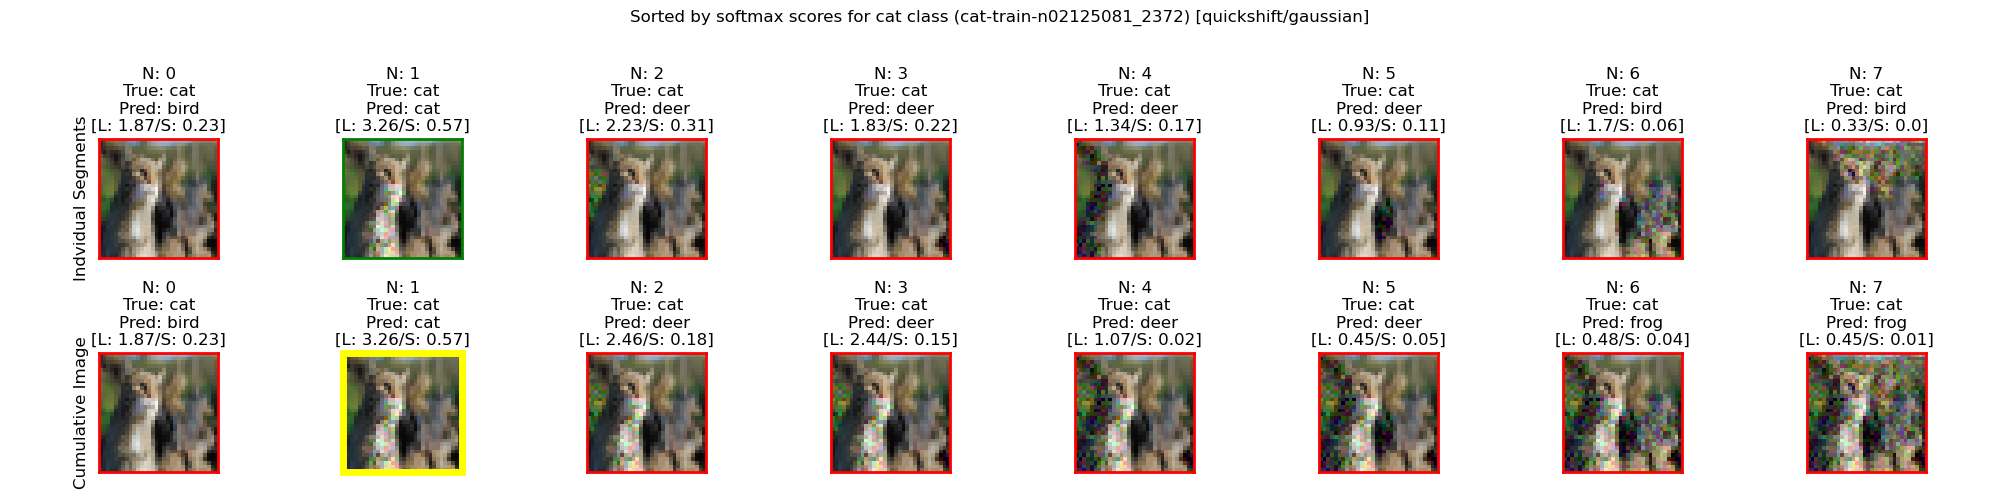 Sorted by softmax scores for cat class (cat-train-n02125081_2372) [quickshift/gaussian]
Indvidual Segments
N: 0
True: cat
Pred: bird
[L: 1.87/S: 0.23]
N: 1
True: cat
Pred: cat
[L: 3.26/S: 0.57]
N: 2
True: cat
Pred: deer
[L: 2.23/S: 0.31]
N: 3
True: cat
Pred: deer
[L: 1.83/S: 0.22]
N: 4
True: cat
Pred: deer
[L: 1.34/S: 0.17]
N: 5
True: cat
Pred: deer
[L: 0.93/S: 0.11]
N: 6
True: cat
Pred: bird
[L: 1.7/S: 0.06]
N: 7
True: cat
Pred: bird
[L: 0.33/S: 0.0]
Cumulative Image
N: 0
True: cat
Pred: bird
[L: 1.87/S: 0.23]
N: 1
True: cat
Pred: cat
[L: 3.26/S: 0.57]
N: 2
True: cat
Pred: deer
[L: 2.46/S: 0.18]
N: 3
True: cat
Pred: deer
[L: 2.44/S: 0.15]
N: 4
True: cat
Pred: deer
[L: 1.07/S: 0.02]
N: 5
True: cat
Pred: deer
[L: 0.45/S: 0.05]
N: 6
True: cat
Pred: frog
[L: 0.48/S: 0.04]
N: 7
True: cat
Pred: frog
[L: 0.45/S: 0.01]